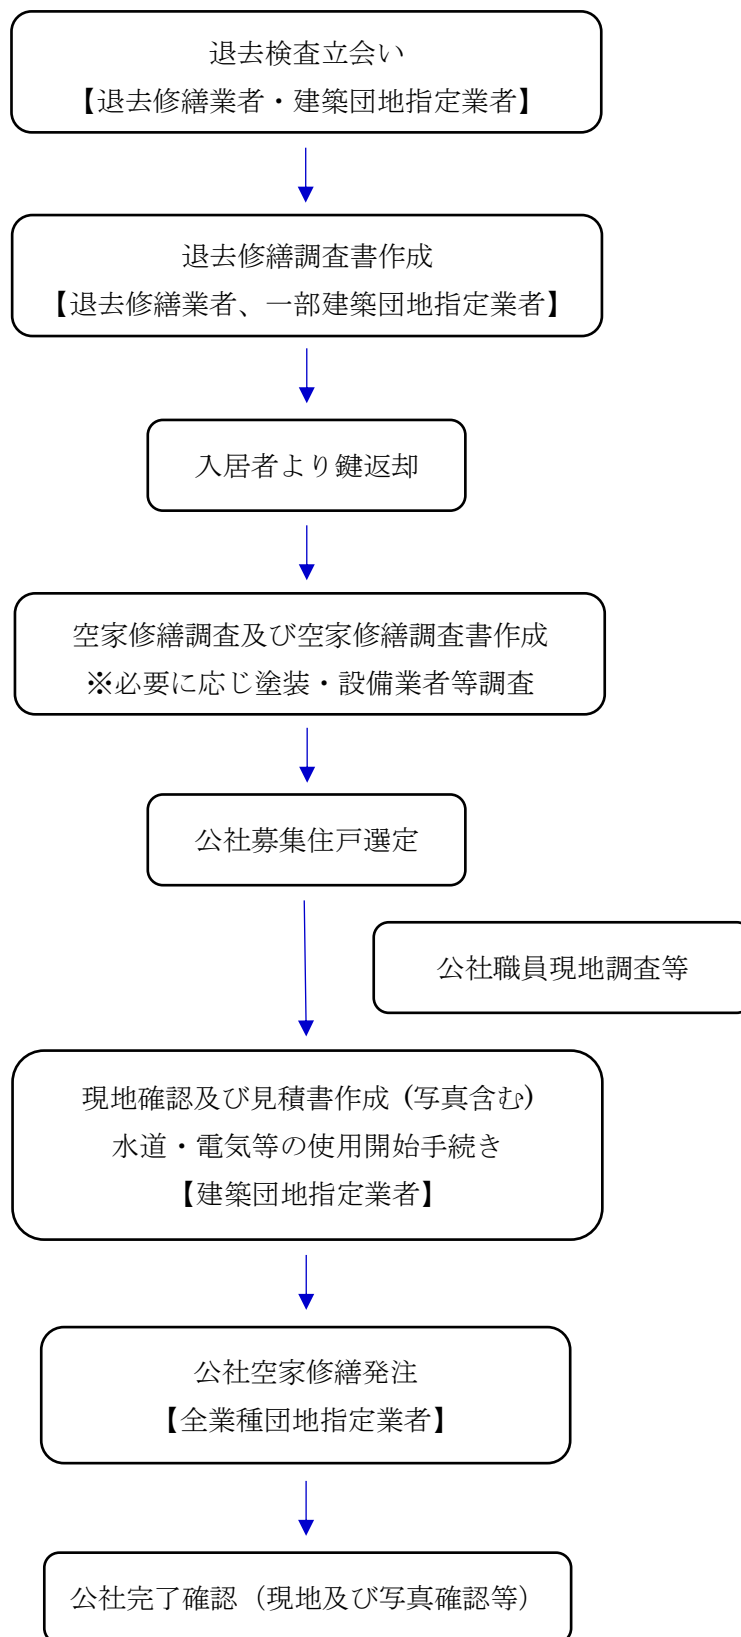 退去検査立会い
【退去修繕業者・建築団地指定業者】
退去修繕調査書作成
【退去修繕業者、一部建築団地指定業者】
入居者より鍵返却
空家修繕調査及び空家修繕調査書作成
※必要に応じ塗装・設備業者等調査
公社募集住戸選定
公社職員現地調査等
現地確認及び見積書作成 (写真含む)
水道・電気等の使用開始手続き
【建築団地指定業者】
公社空家修繕発注
【全業種団地指定業者】
公社完了確認（現地及び写真確認等）